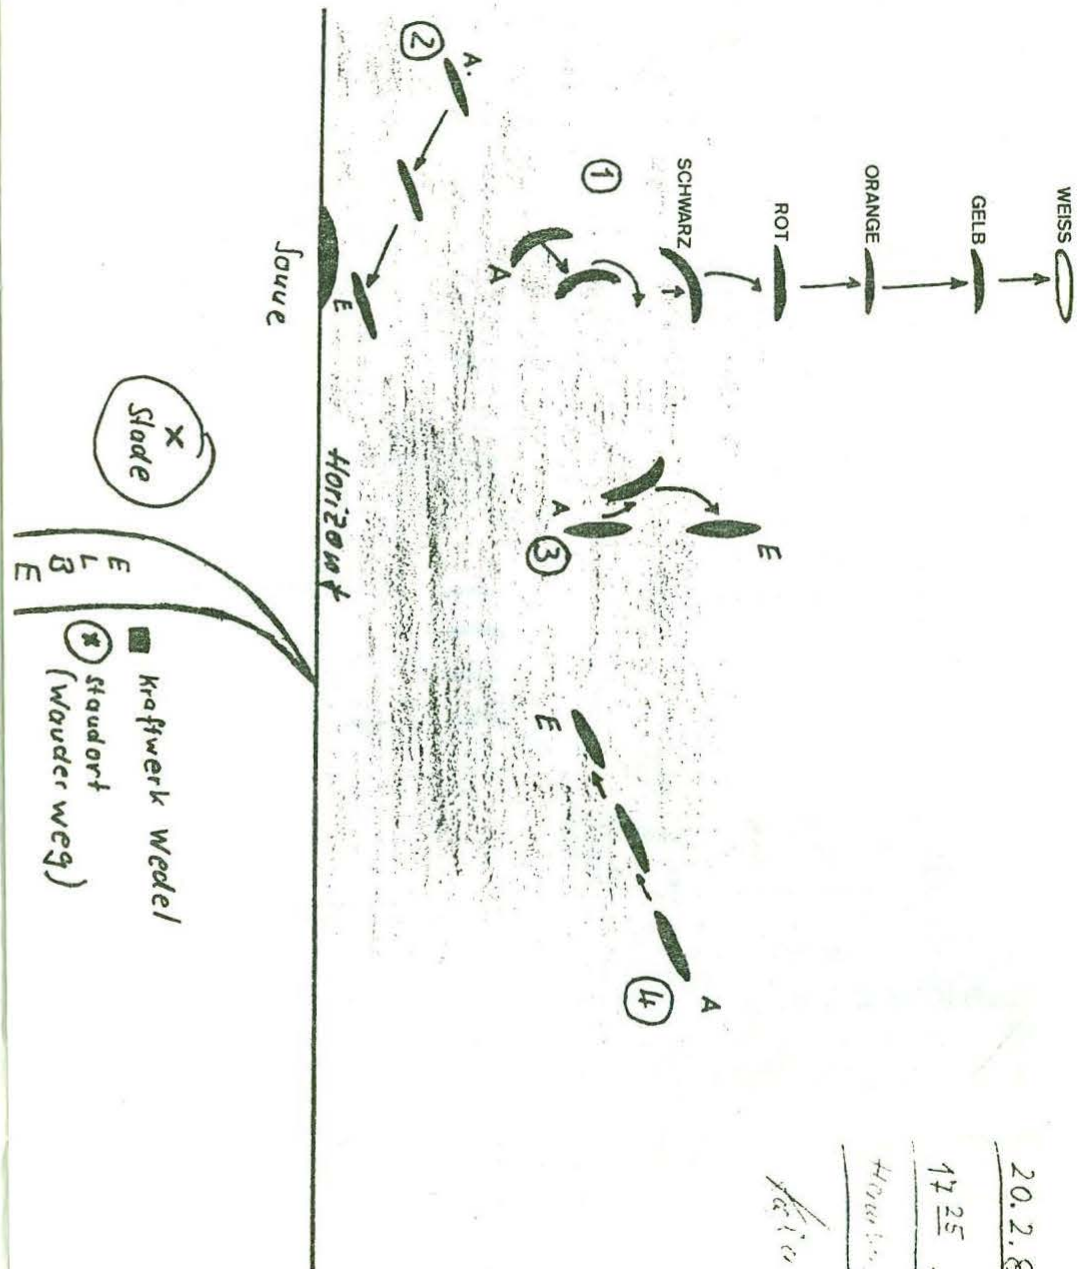 20.2.8
17 25
WEISS
GELB
ORANGE
ROT
SCHWARZ
1
A
2
A.
E
A
3
E
A
4
E
Horizont
Sonne
x
Stade
E
L
B
E
Kraftwerk Wedel
x Standort
(Wanderweg)